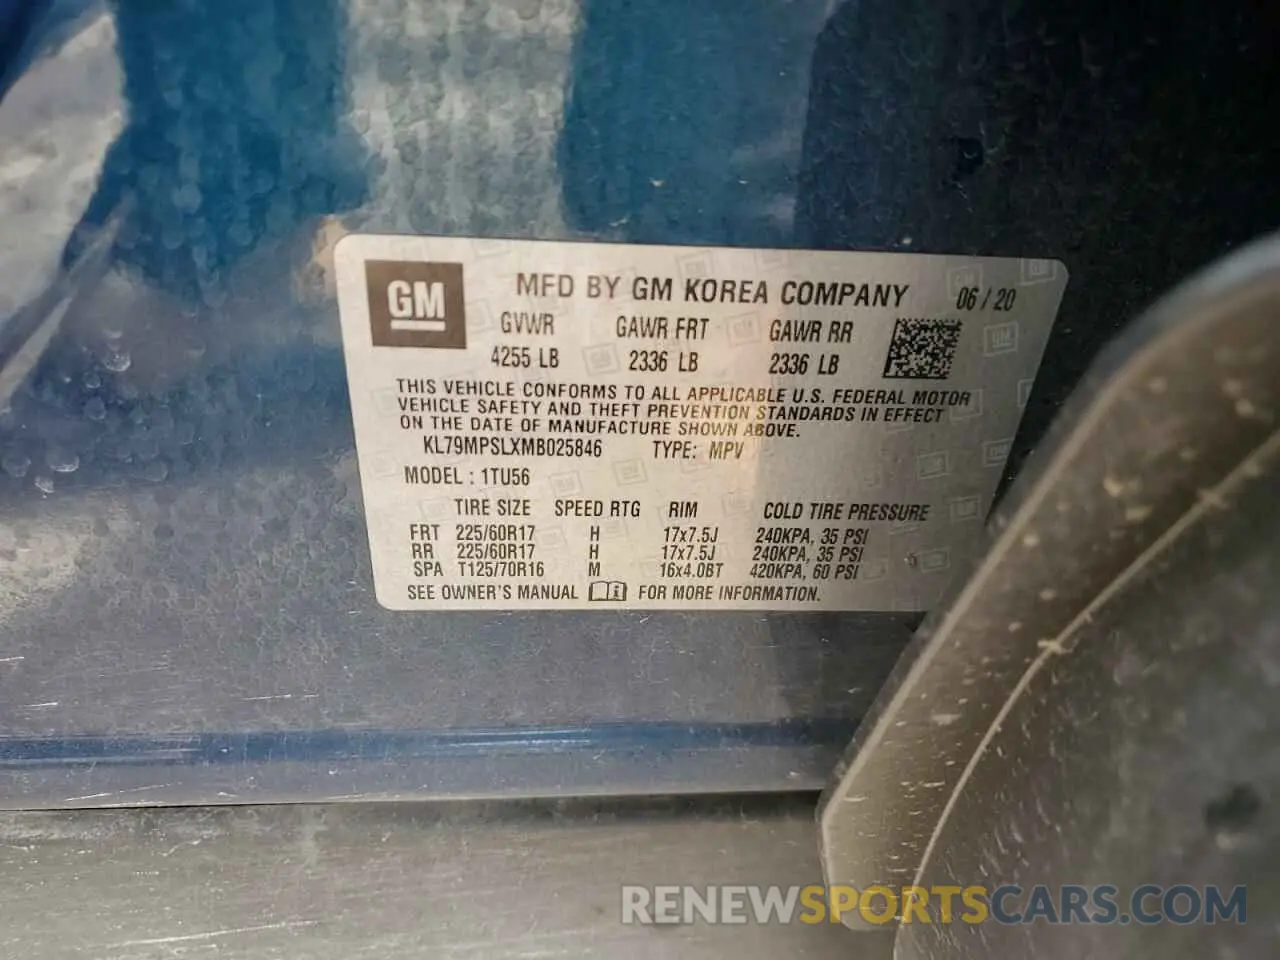 GM
MFD BY GM KOREA COMPANY 06 / 20
GVWR GAWR FRT GAWR RR
4255 LB 2336 LB 2336 LB
THIS VEHICLE CONFORMS TO ALL APPLICABLE U.S. FEDERAL MOTOR
VEHICLE SAFETY AND THEFT PREVENTION STANDARDS IN EFFECT
ON THE DATE OF MANUFACTURE SHOWN ABOVE.
KL79MPSLXMB025846 TYPE: MPV
MODEL : 1TU56
TIRE SIZE SPEED RTG RIM COLD TIRE PRESSURE
FRT 225/60R17 H 17x7.5J 240KPA, 35 PSI
RR 225/60R17 H 17x7.5J 240KPA, 35 PSI
SPA T125/70R16 M 16x4.0BT 420KPA, 60 PSI
SEE OWNER'S MANUAL FOR MORE INFORMATION.
RENEWSPORTSCARS.COM